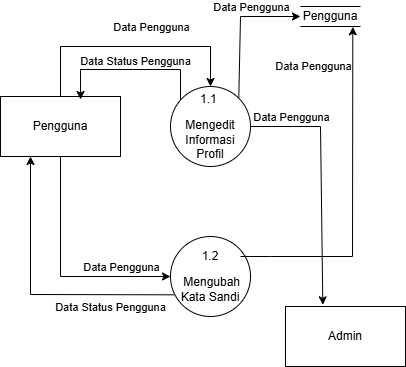 Data Pengguna
Pengguna
Data Pengguna
Data Status Pengguna
Data Pengguna
1.1
Mengedit
Informasi
Profil
Pengguna
Data Pengguna
1.2
Mengubah
Kata Sandi
Data Pengguna
Data Status Pengguna
Admin